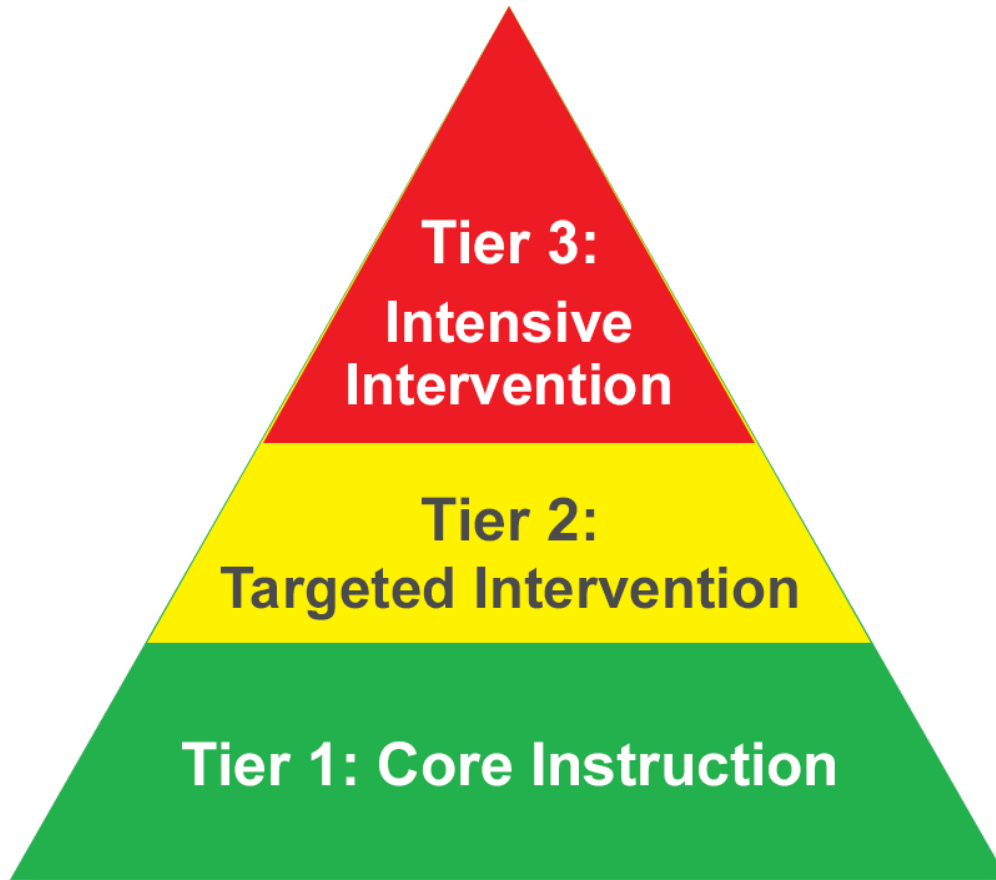 Tier 3:
Intensive
Intervention
Tier 2:
Targeted Intervention
Tier 1: Core Instruction